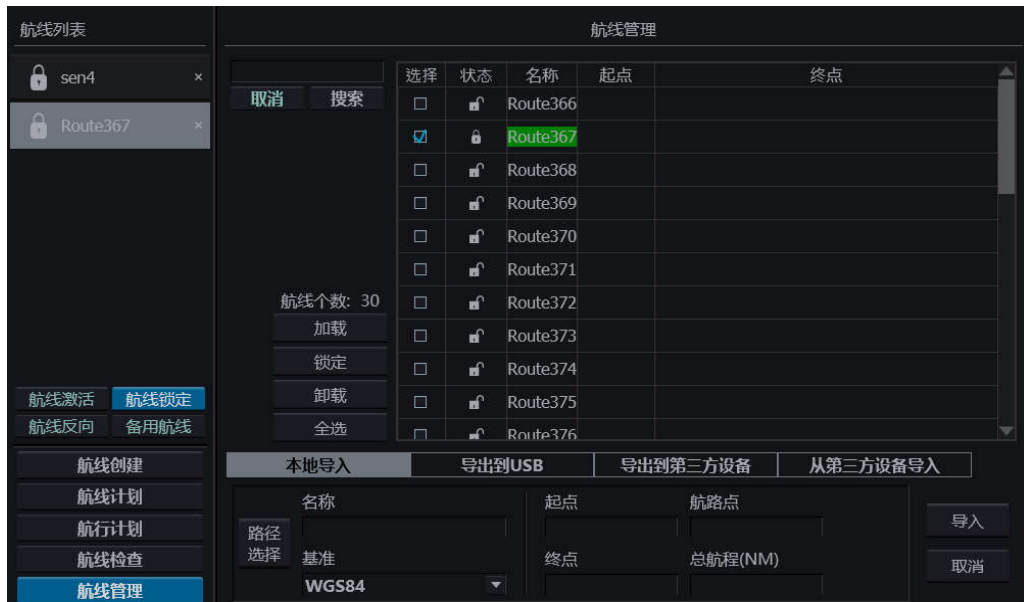 航线列表
航线管理
sen4 ×
Route367 ×
取消 搜索
选择 状态 名称 起点 终点
Route366
Route367
Route368
Route369
Route370
Route371
Route372
Route373
Route374
Route375
Route376
航线个数: 30
加载
锁定
卸载
全选
航线激活 航线锁定
航线反向 备用航线
航线创建
航线计划
航行计划
航线检查
航线管理
本地导入 导出到USB 导出到第三方设备 从第三方设备导入
路径
选择
名称
基准
WGS84
起点
终点
航路点
总航程(NM)
导入
取消